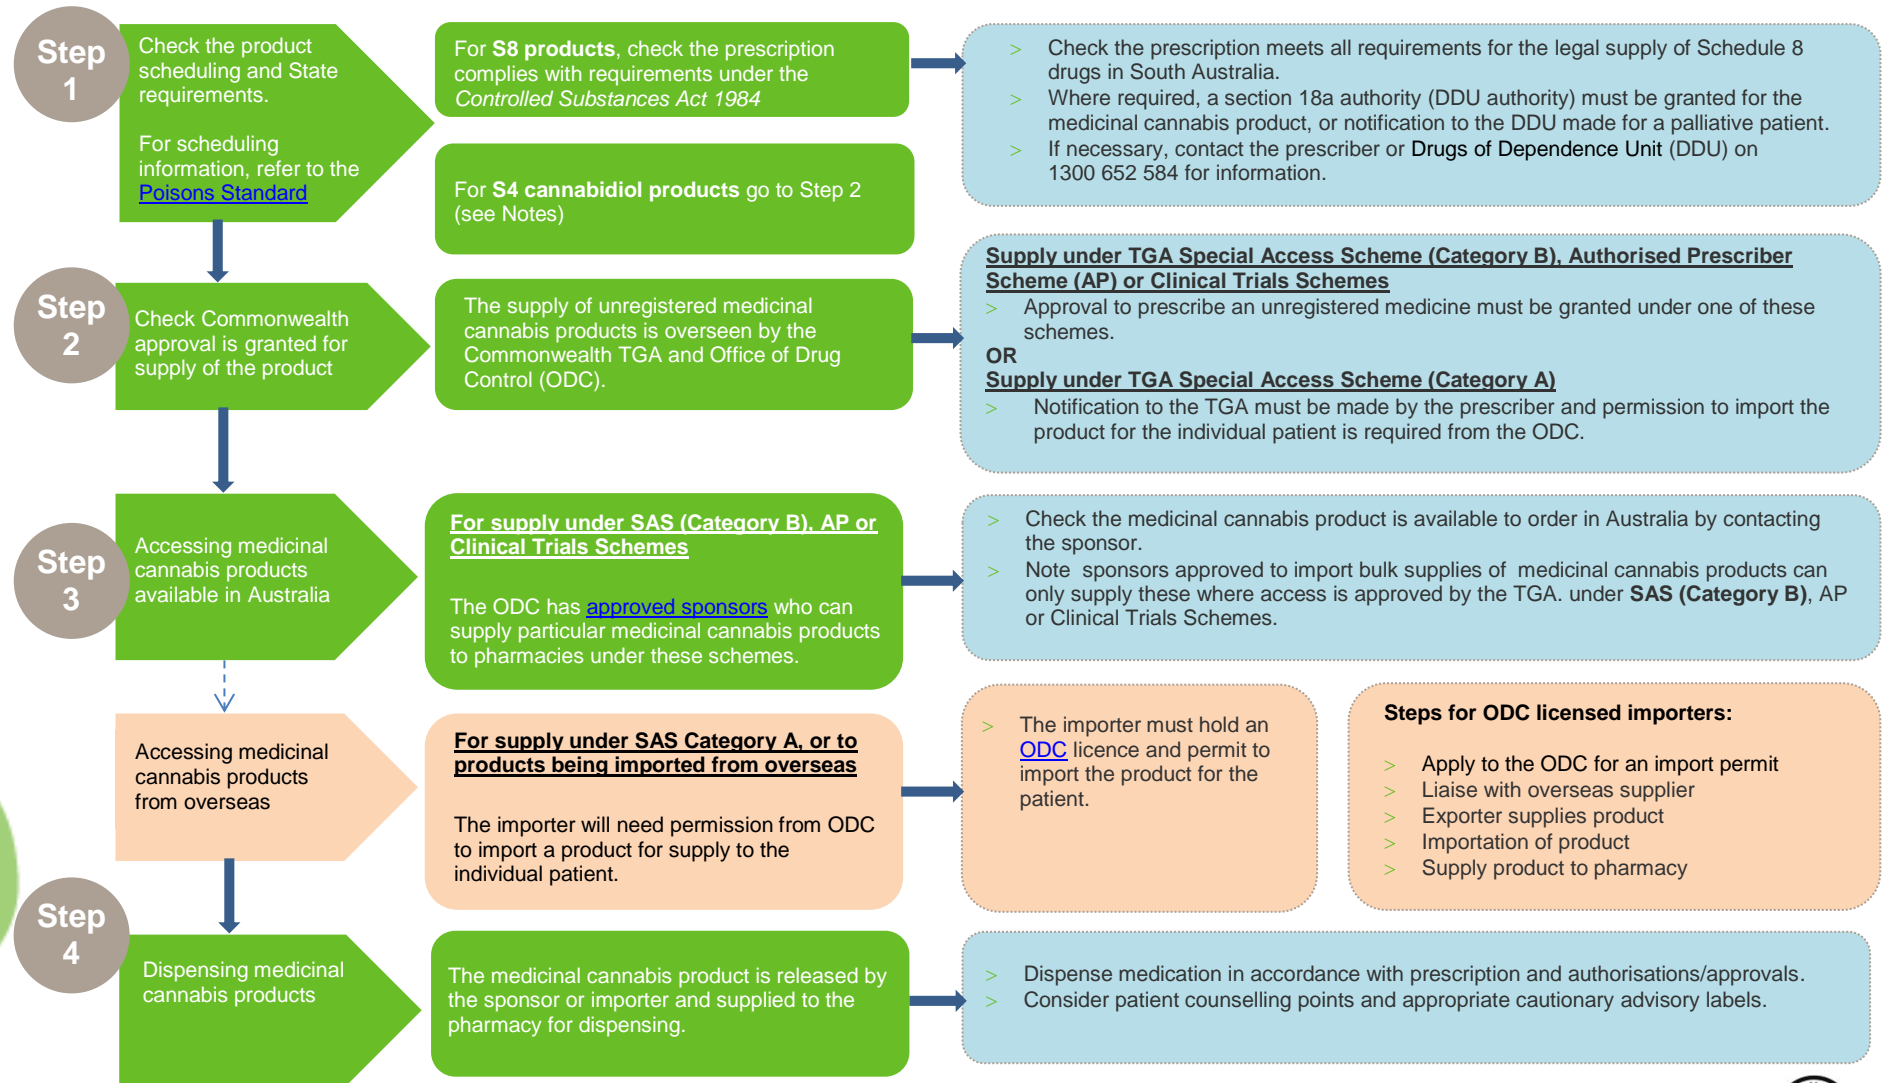 Step
1
Check the product
scheduling and State
requirements.
For scheduling
information, refer to the
Poisons Standard
For S8 products, check the prescription
complies with requirements under the
Controlled Substances Act 1984
For S4 cannabidiol products go to Step 2
(see Notes)
> Check the prescription meets all requirements for the legal supply of Schedule 8
drugs in South Australia.
> Where required, a section 18a authority (DDU authority) must be granted for the
medicinal cannabis product, or notification to the DDU made for a palliative patient.
> If necessary, contact the prescriber or Drugs of Dependence Unit (DDU) on
1300 652 584 for information.
Step
2
Check Commonwealth
approval is granted for
supply of the product
The supply of unregistered medicinal
cannabis products is overseen by the
Commonwealth TGA and Office of Drug
Control (ODC).
Supply under TGA Special Access Scheme (Category B), Authorised Prescriber
Scheme (AP) or Clinical Trials Schemes
> Approval to prescribe an unregistered medicine must be granted under one of these
schemes.
OR
Supply under TGA Special Access Scheme (Category A)
> Notification to the TGA must be made by the prescriber and permission to import the
product for the individual patient is required from the ODC.
Step
3
Accessing medicinal
cannabis products
available in Australia
For supply under SAS (Category B), AP or
Clinical Trials Schemes
The ODC has approved sponsors who can
supply particular medicinal cannabis products
to pharmacies under these schemes.
> Check the medicinal cannabis product is available to order in Australia by contacting
the sponsor.
> Note sponsors approved to import bulk supplies of medicinal cannabis products can
only supply these where access is approved by the TGA. under SAS (Category B), AP
or Clinical Trials Schemes.
Accessing medicinal
cannabis products
from overseas
For supply under SAS Category A, or to
products being imported from overseas
The importer will need permission from ODC
to import a product for supply to the
individual patient.
> The importer must hold an
ODC licence and permit to
import the product for the
patient.
Steps for ODC licensed importers:
> Apply to the ODC for an import permit
> Liaise with overseas supplier
> Exporter supplies product
> Importation of product
> Supply product to pharmacy
Step
4
Dispensing medicinal
cannabis products
The medicinal cannabis product is released by
the sponsor or importer and supplied to the
pharmacy for dispensing.
> Dispense medication in accordance with prescription and authorisations/approvals.
> Consider patient counselling points and appropriate cautionary advisory labels.